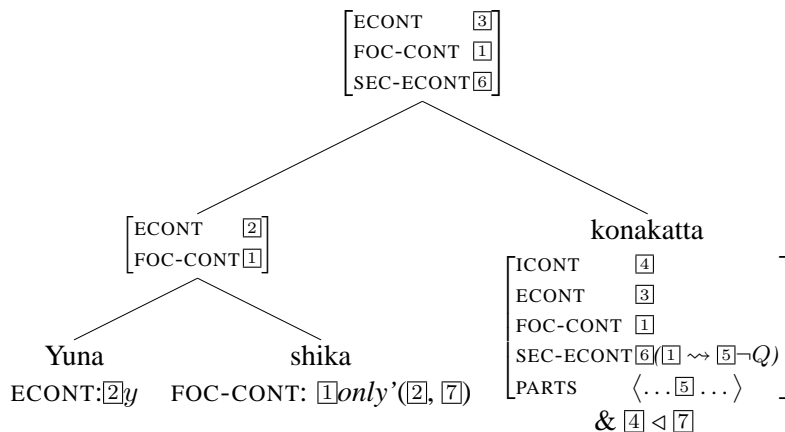 ECONT 3
FOC-CONT 1
SEC-ECONT 6
ECONT 2
FOC-CONT 1
konakatta
ICONT 4
ECONT 3
FOC-CONT 1
SEC-ECONT 6(1 ⇝ 5¬Q)
PARTS ⟨...5...⟩
& 4 ◁ 7
Yuna
ECONT:2y
shika
FOC-CONT: 1only’(2, 7)